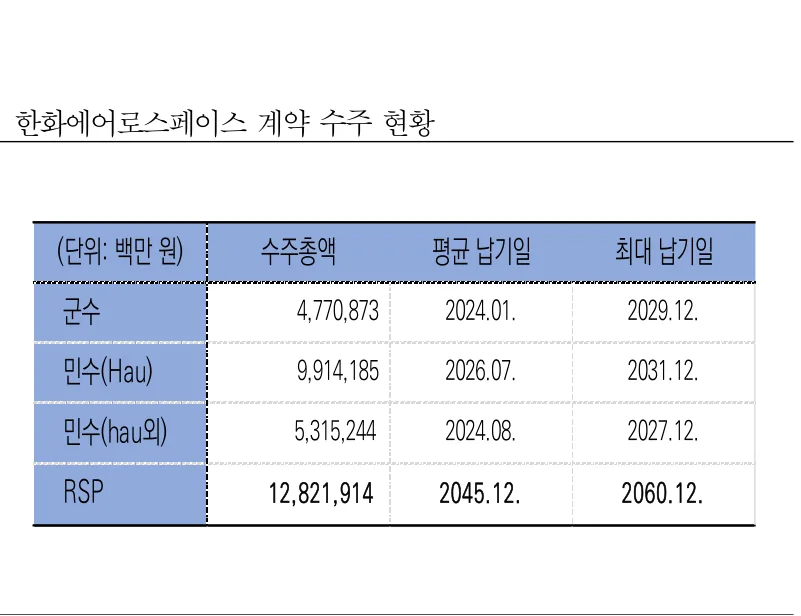 한화에어로스페이스 계약 수주 현황
(단위: 백만 원) 수주총액 평균 납기일 최대 납기일
군수 4,770,873 2024.01. 2029.12.
민수(Hau) 9,914,185 2026.07. 2031.12.
민수(hau외) 5,315,244 2024.08. 2027.12.
RSP 12,821,914 2045.12. 2060.12.